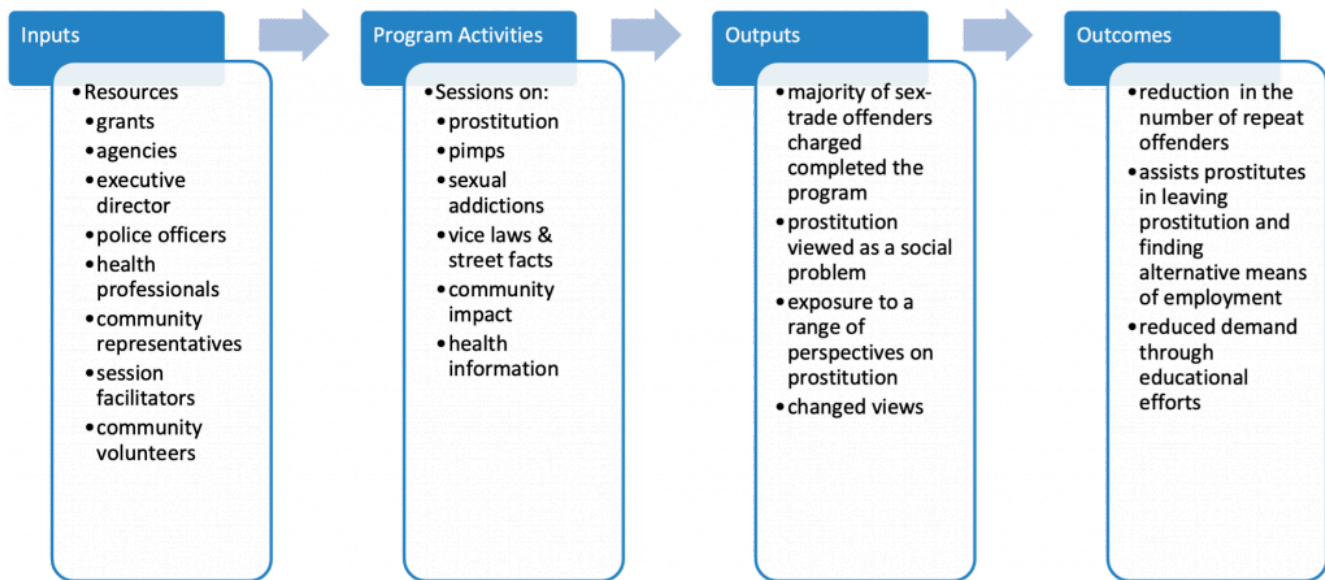 Inputs
• Resources
• grants
• agencies
• executive
director
• police officers
• health
professionals
• community
representatives
• session
facilitators
• community
volunteers
Program Activities
• Sessions on:
• prostitution
• pimps
• sexual
addictions
• vice laws &
street facts
• community
impact
• health
information
Outputs
• majority of sex-
trade offenders
charged
completed the
program
• prostitution
viewed as a social
problem
• exposure to a
range of
perspectives on
prostitution
• changed views
Outcomes
• reduction in the
number of repeat
offenders
• assists prostitutes
in leaving
prostitution and
finding
alternative means
of employment
• reduced demand
through
educational
efforts